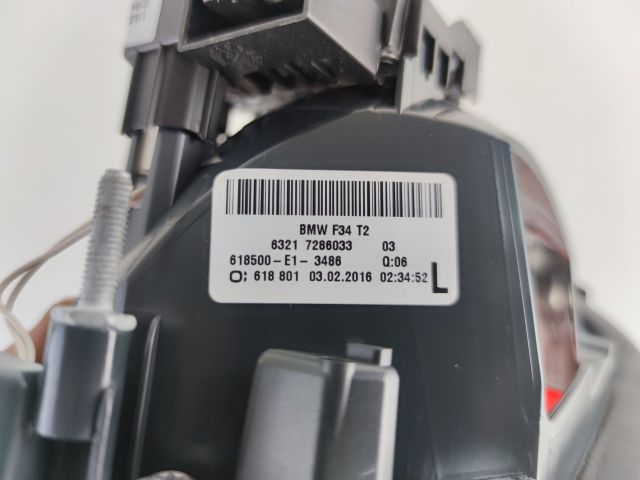 BMW F34 T2
6321 7286033 03
618500-E1- 3486 Q:06
O; 618 801 03.02.2016 02:34:52 L